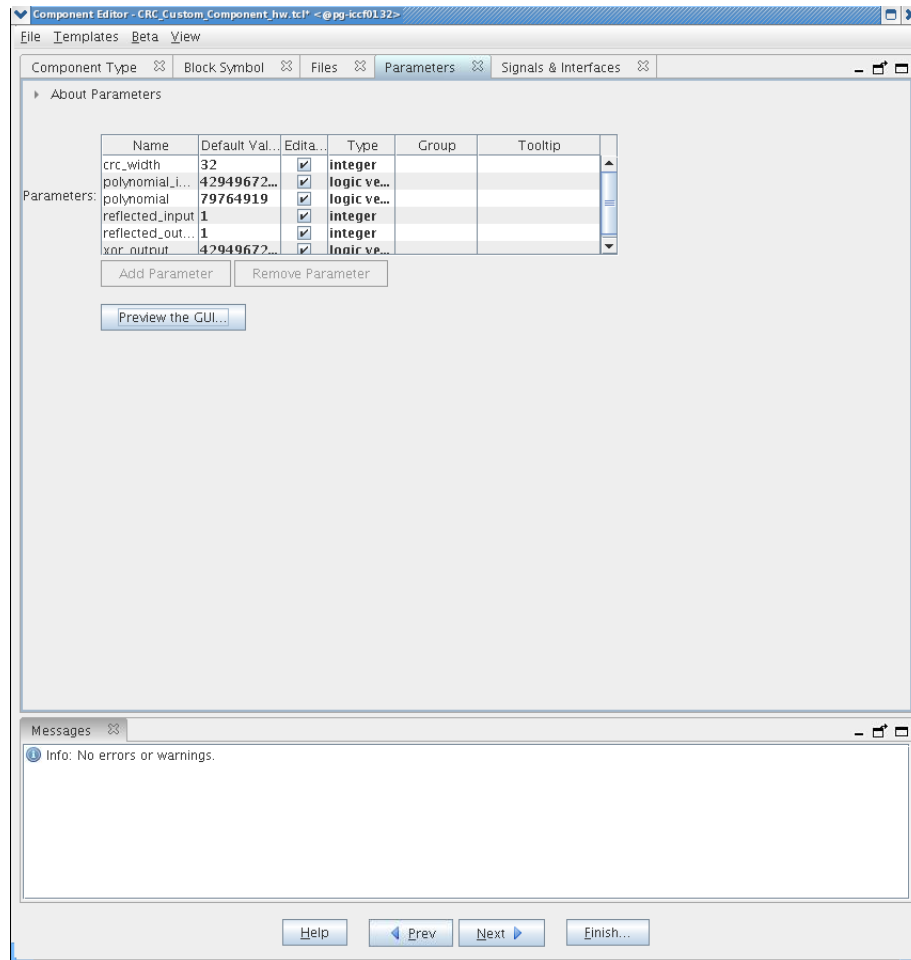 Component Editor - CRC_Custom_Component_hw.tcl* <@pg-iccf0132>
File Templates Beta View
Component Type Block Symbol Files Parameters Signals & Interfaces
About Parameters
Name Default Val... Edita... Type Group Tooltip
crc_width 32 integer
polynomial_i... 42949672... logic ve...
Parameters: polynomial 79764919 logic ve...
reflected_input 1 integer
reflected_out... 1 integer
xor_output 42949672... logic ve...
Add Parameter Remove Parameter
Preview the GUI...
Messages
Info: No errors or warnings.
Help Prev Next Finish...